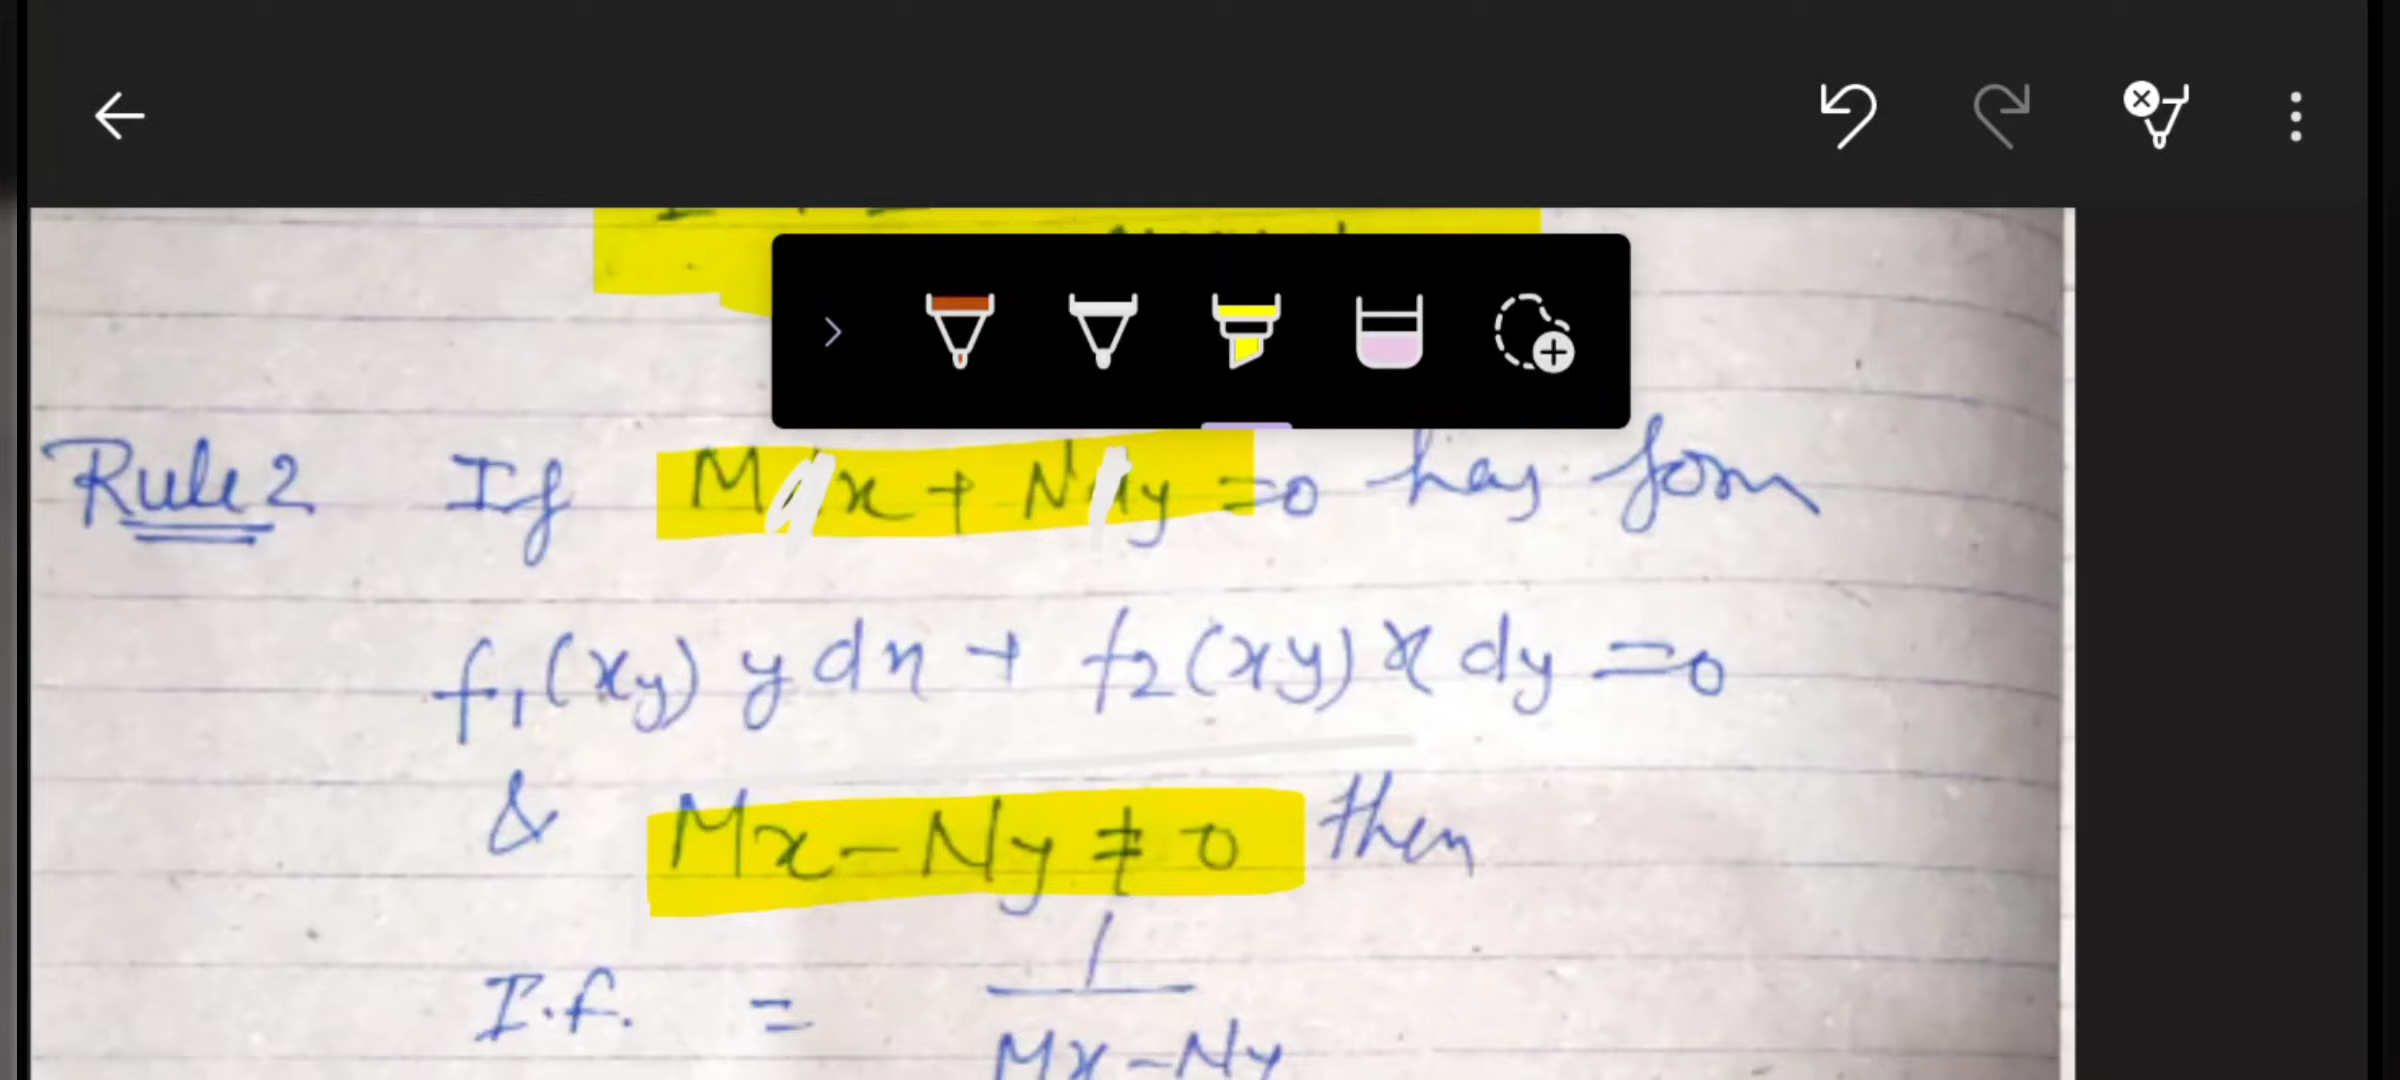 Rule 2 If Mdx + Ndy =0 has form
f₁(xy) y dx + f₂(xy) x dy =0
& Mx - Ny ≠ 0 then
I.f. = 1
Mx-Ny